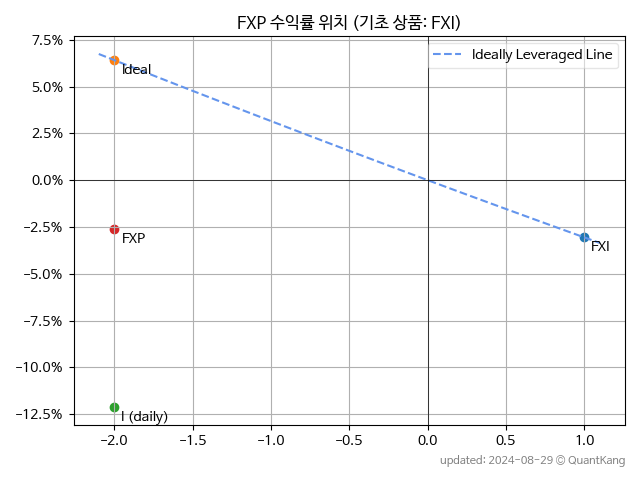 FXP 수익률 위치 (기초 상품: FXI)
7.5%
5.0%
2.5%
0.0%
−2.5%
−5.0%
−7.5%
−10.0%
−12.5%
Ideally Leveraged Line
Ideal
FXP
FXI
I (daily)
−2.0 −1.5 −1.0 −0.5 0.0 0.5 1.0
updated: 2024-08-29 © QuantKang